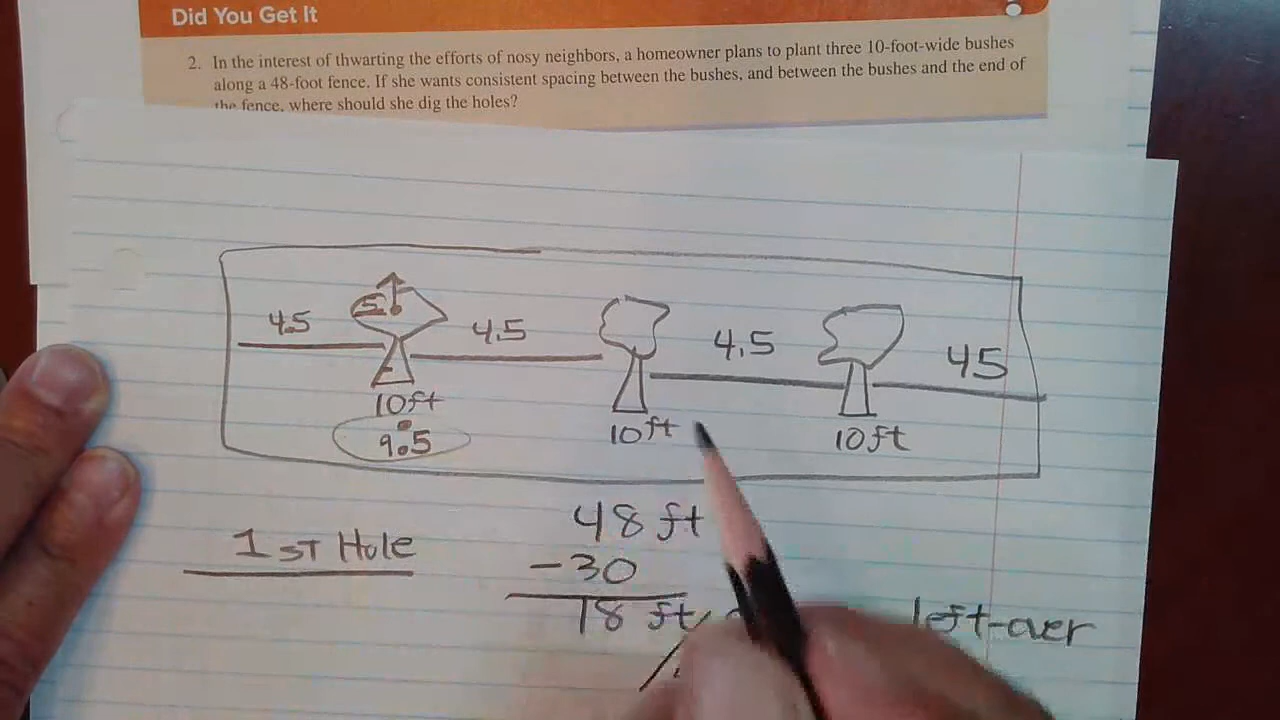 Did You Get It
2. In the interest of thwarting the efforts of nosy neighbors, a homeowner plans to plant three 10-foot-wide bushes
along a 48-foot fence. If she wants consistent spacing between the bushes, and between the bushes and the end of
the fence, where should she dig the holes?
4.5 5 4.5 4.5 45
10ft 10ft 10ft
9.5
1st Hole
48 ft
-30
18 ft left-over